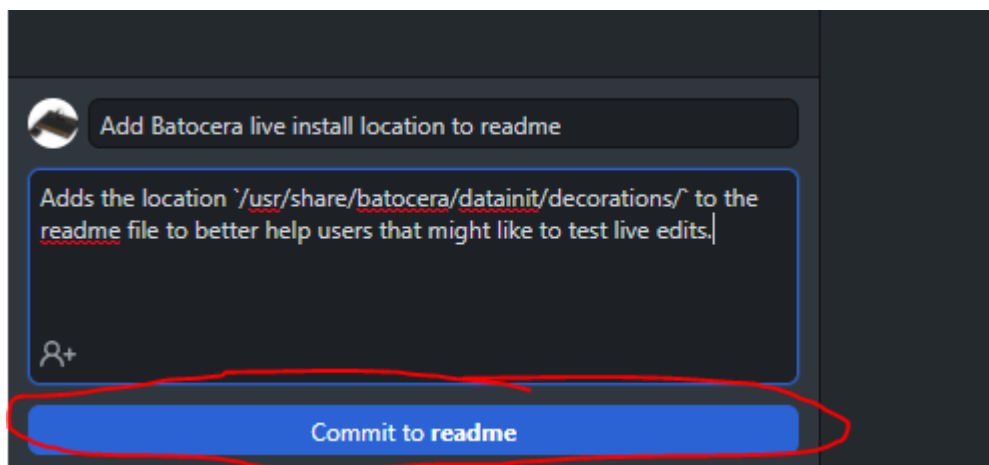 Add Batocera live install location to readme
Adds the location `/usr/share/batocera/datainit/decorations/` to the
readme file to better help users that might like to test live edits.
Commit to readme